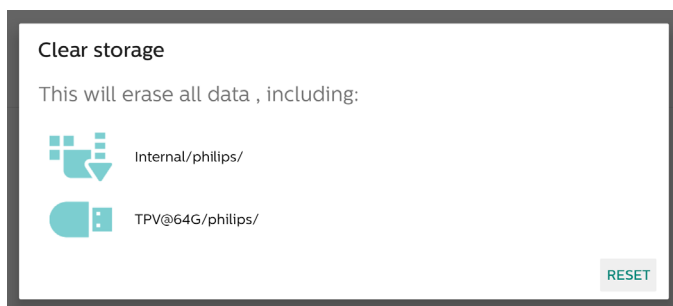 Clear storage
This will erase all data , including:
Internal/philips/
TPV@64G/philips/
RESET